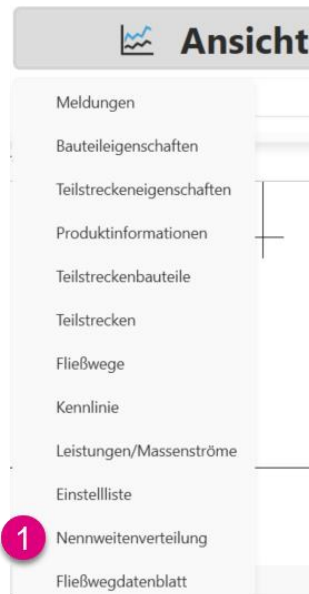 Ansicht
Meldungen
Bauteileigenschaften
Teilstreckeneigenschaften
Produktinformationen
Teilstreckenbauteile
Teilstrecken
Fließwege
Kennlinie
Leistungen/Massenströme
Einstellliste
1 Nennweitenverteilung
Fließwegdatenblatt